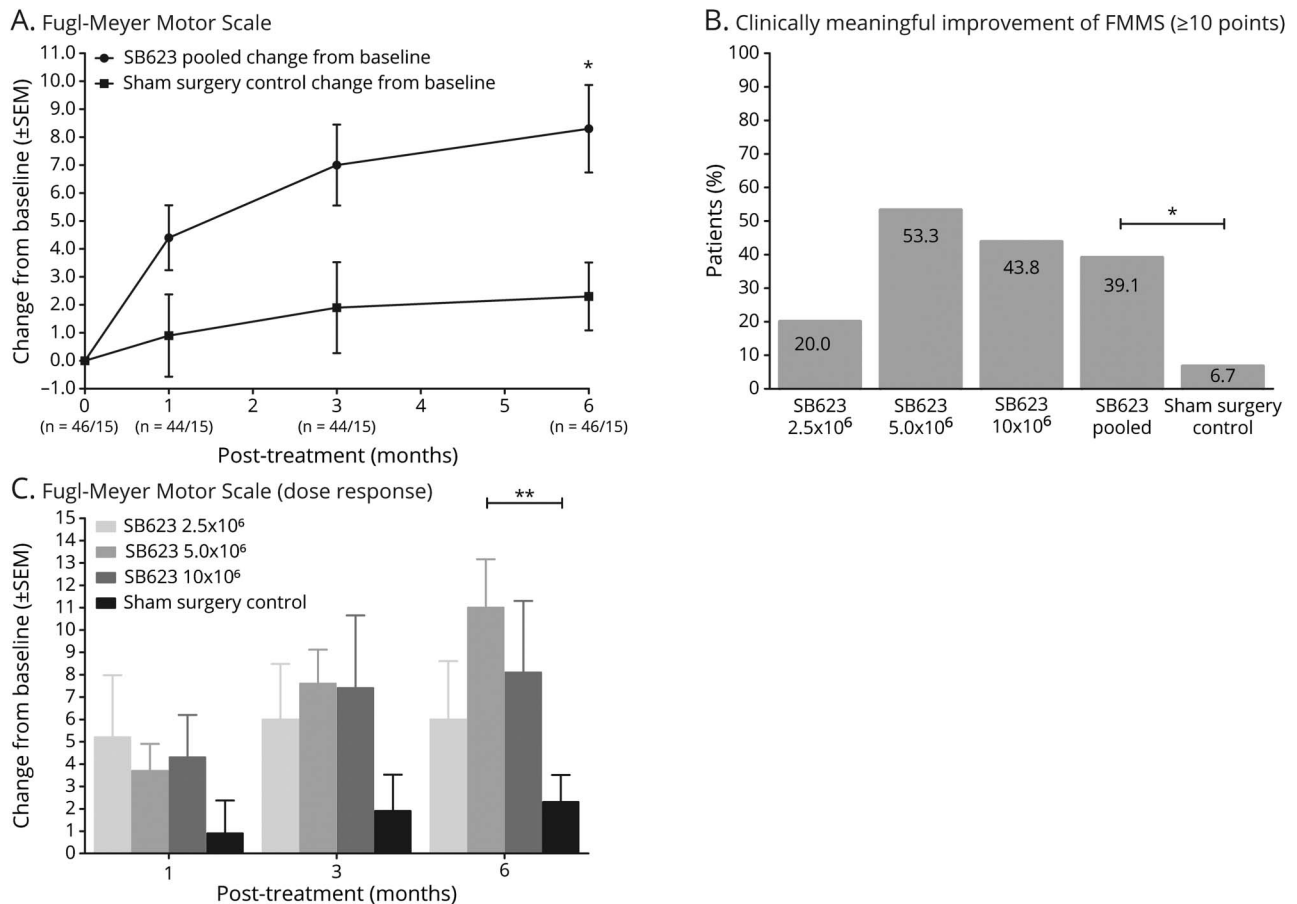 A. Fugl-Meyer Motor Scale
11.0
10.0
9.0
8.0
7.0
6.0
5.0
4.0
3.0
2.0
1.0
0.0
–1.0
Change from baseline (±SEM)
SB623 pooled change from baseline
Sham surgery control change from baseline
*
0 1 2 3 4 5 6
(n = 46/15) (n = 44/15) (n = 44/15) (n = 46/15)
Post-treatment (months)
B. Clinically meaningful improvement of FMMS (≥10 points)
100
90
80
70
60
50
40
30
20
10
0
Patients (%)
*
20.0
53.3
43.8
39.1
6.7
SB623 2.5x10⁶
SB623 5.0x10⁶
SB623 10x10⁶
SB623 pooled
Sham surgery control
C. Fugl-Meyer Motor Scale (dose response)
15
14
13
12
11
10
9
8
7
6
5
4
3
2
1
0
Change from baseline (±SEM)
SB623 2.5x10⁶
SB623 5.0x10⁶
SB623 10x10⁶
Sham surgery control
**
1 3 6
Post-treatment (months)